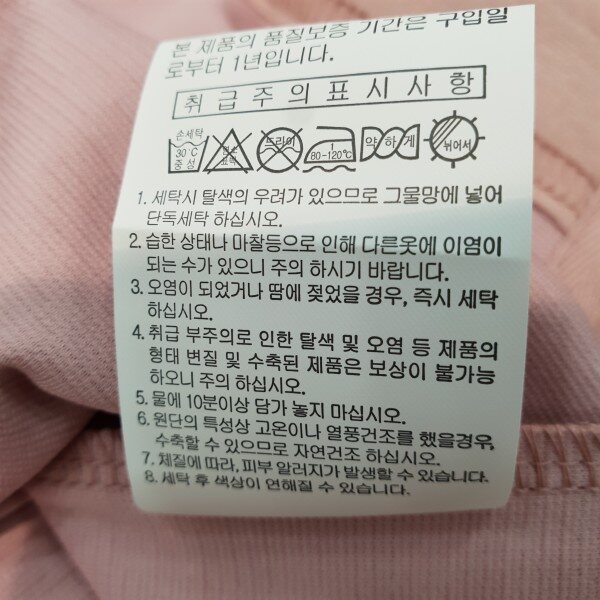 본 제품의 품질보증 기간은 구입일
로부터 1년입니다.
취급주의표시사항
손세탁 30℃ 중성 염소 표백 드라이 1 80-120℃ 약하게 뉘어서
1. 세탁시 탈색의 우려가 있으므로 그물망에 넣어
단독세탁 하십시오.
2. 습한 상태나 마찰등으로 인해 다른옷에 이염이
되는 수가 있으니 주의 하시기 바랍니다.
3. 오염이 되었거나 땀에 젖었을 경우, 즉시 세탁
하십시오.
4. 취급 부주의로 인한 탈색 및 오염 등 제품의
형태 변질 및 수축된 제품은 보상이 불가능
하오니 주의 하십시오.
5. 물에 10분이상 담가 놓지 마십시오.
6. 원단의 특성상 고온이나 열풍건조를 했을경우,
수축할 수 있으므로 자연건조 하십시오.
7. 체질에 따라, 피부 알러지가 발생할 수 있습니다.
8. 세탁 후 색상이 연해질 수 있습니다.